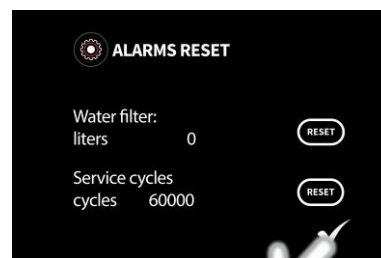 ALARMS RESET
Water filter:
liters 0 RESET
Service cycles
cycles 60000 RESET